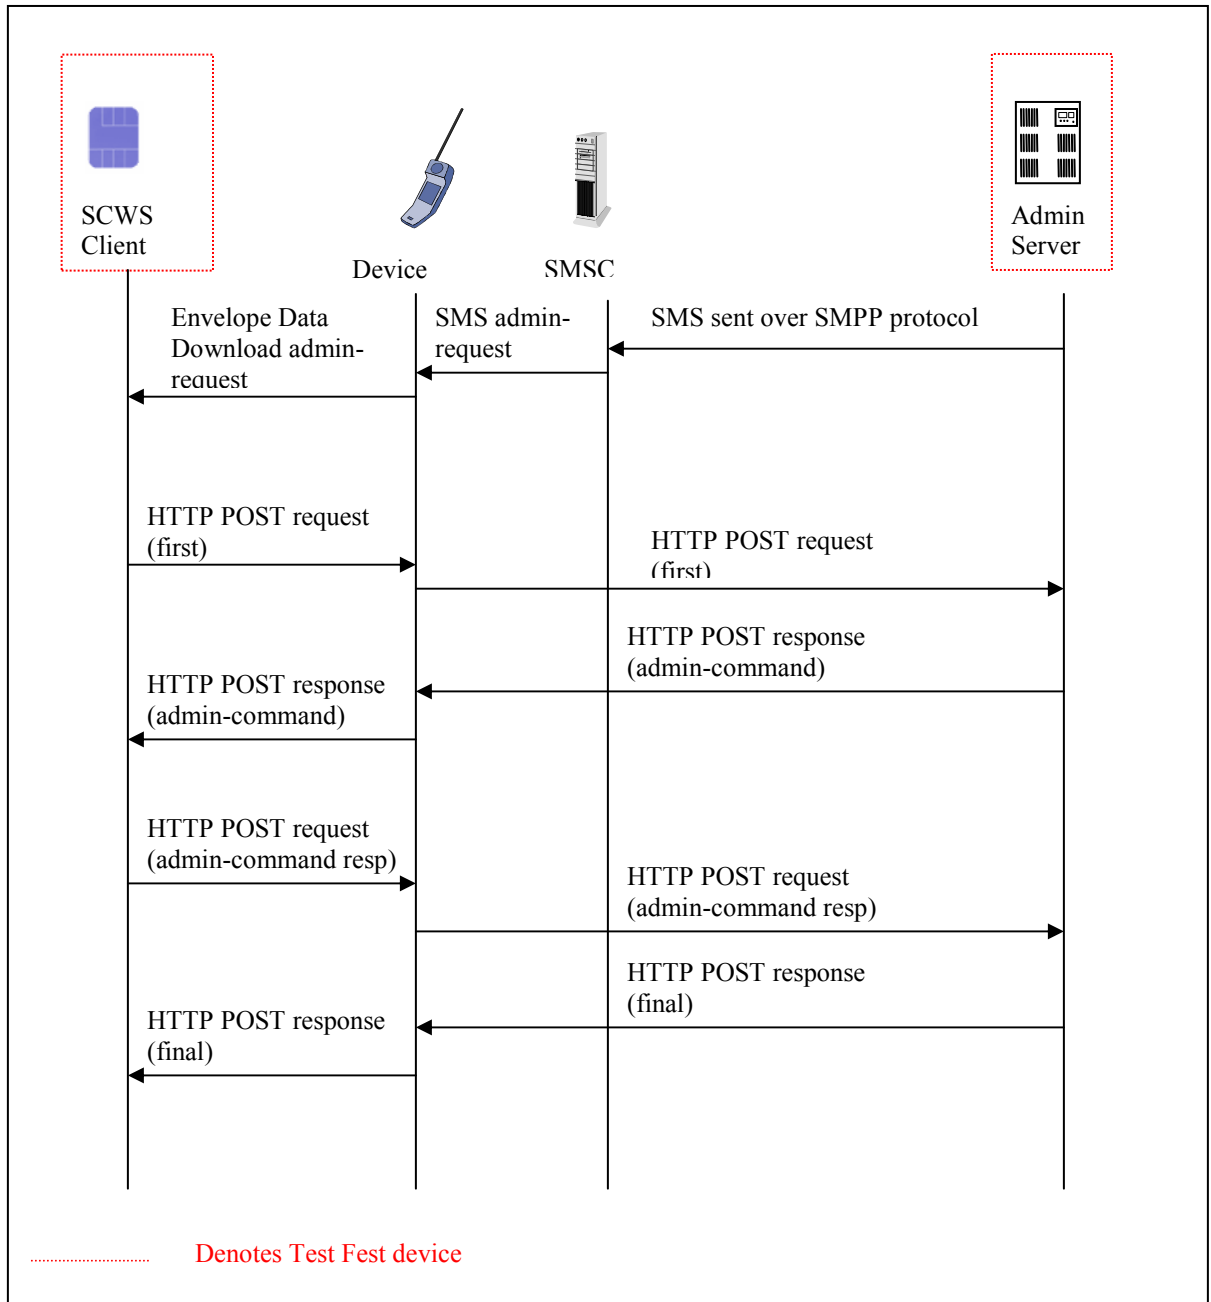 SCWS
Client
Device
SMSC
Admin
Server
Envelope Data
Download admin-
request
SMS admin-
request
SMS sent over SMPP protocol
HTTP POST request
(first)
HTTP POST request
(first)
HTTP POST response
(admin-command)
HTTP POST response
(admin-command)
HTTP POST request
(admin-command resp)
HTTP POST request
(admin-command resp)
HTTP POST response
(final)
HTTP POST response
(final)
Denotes Test Fest device